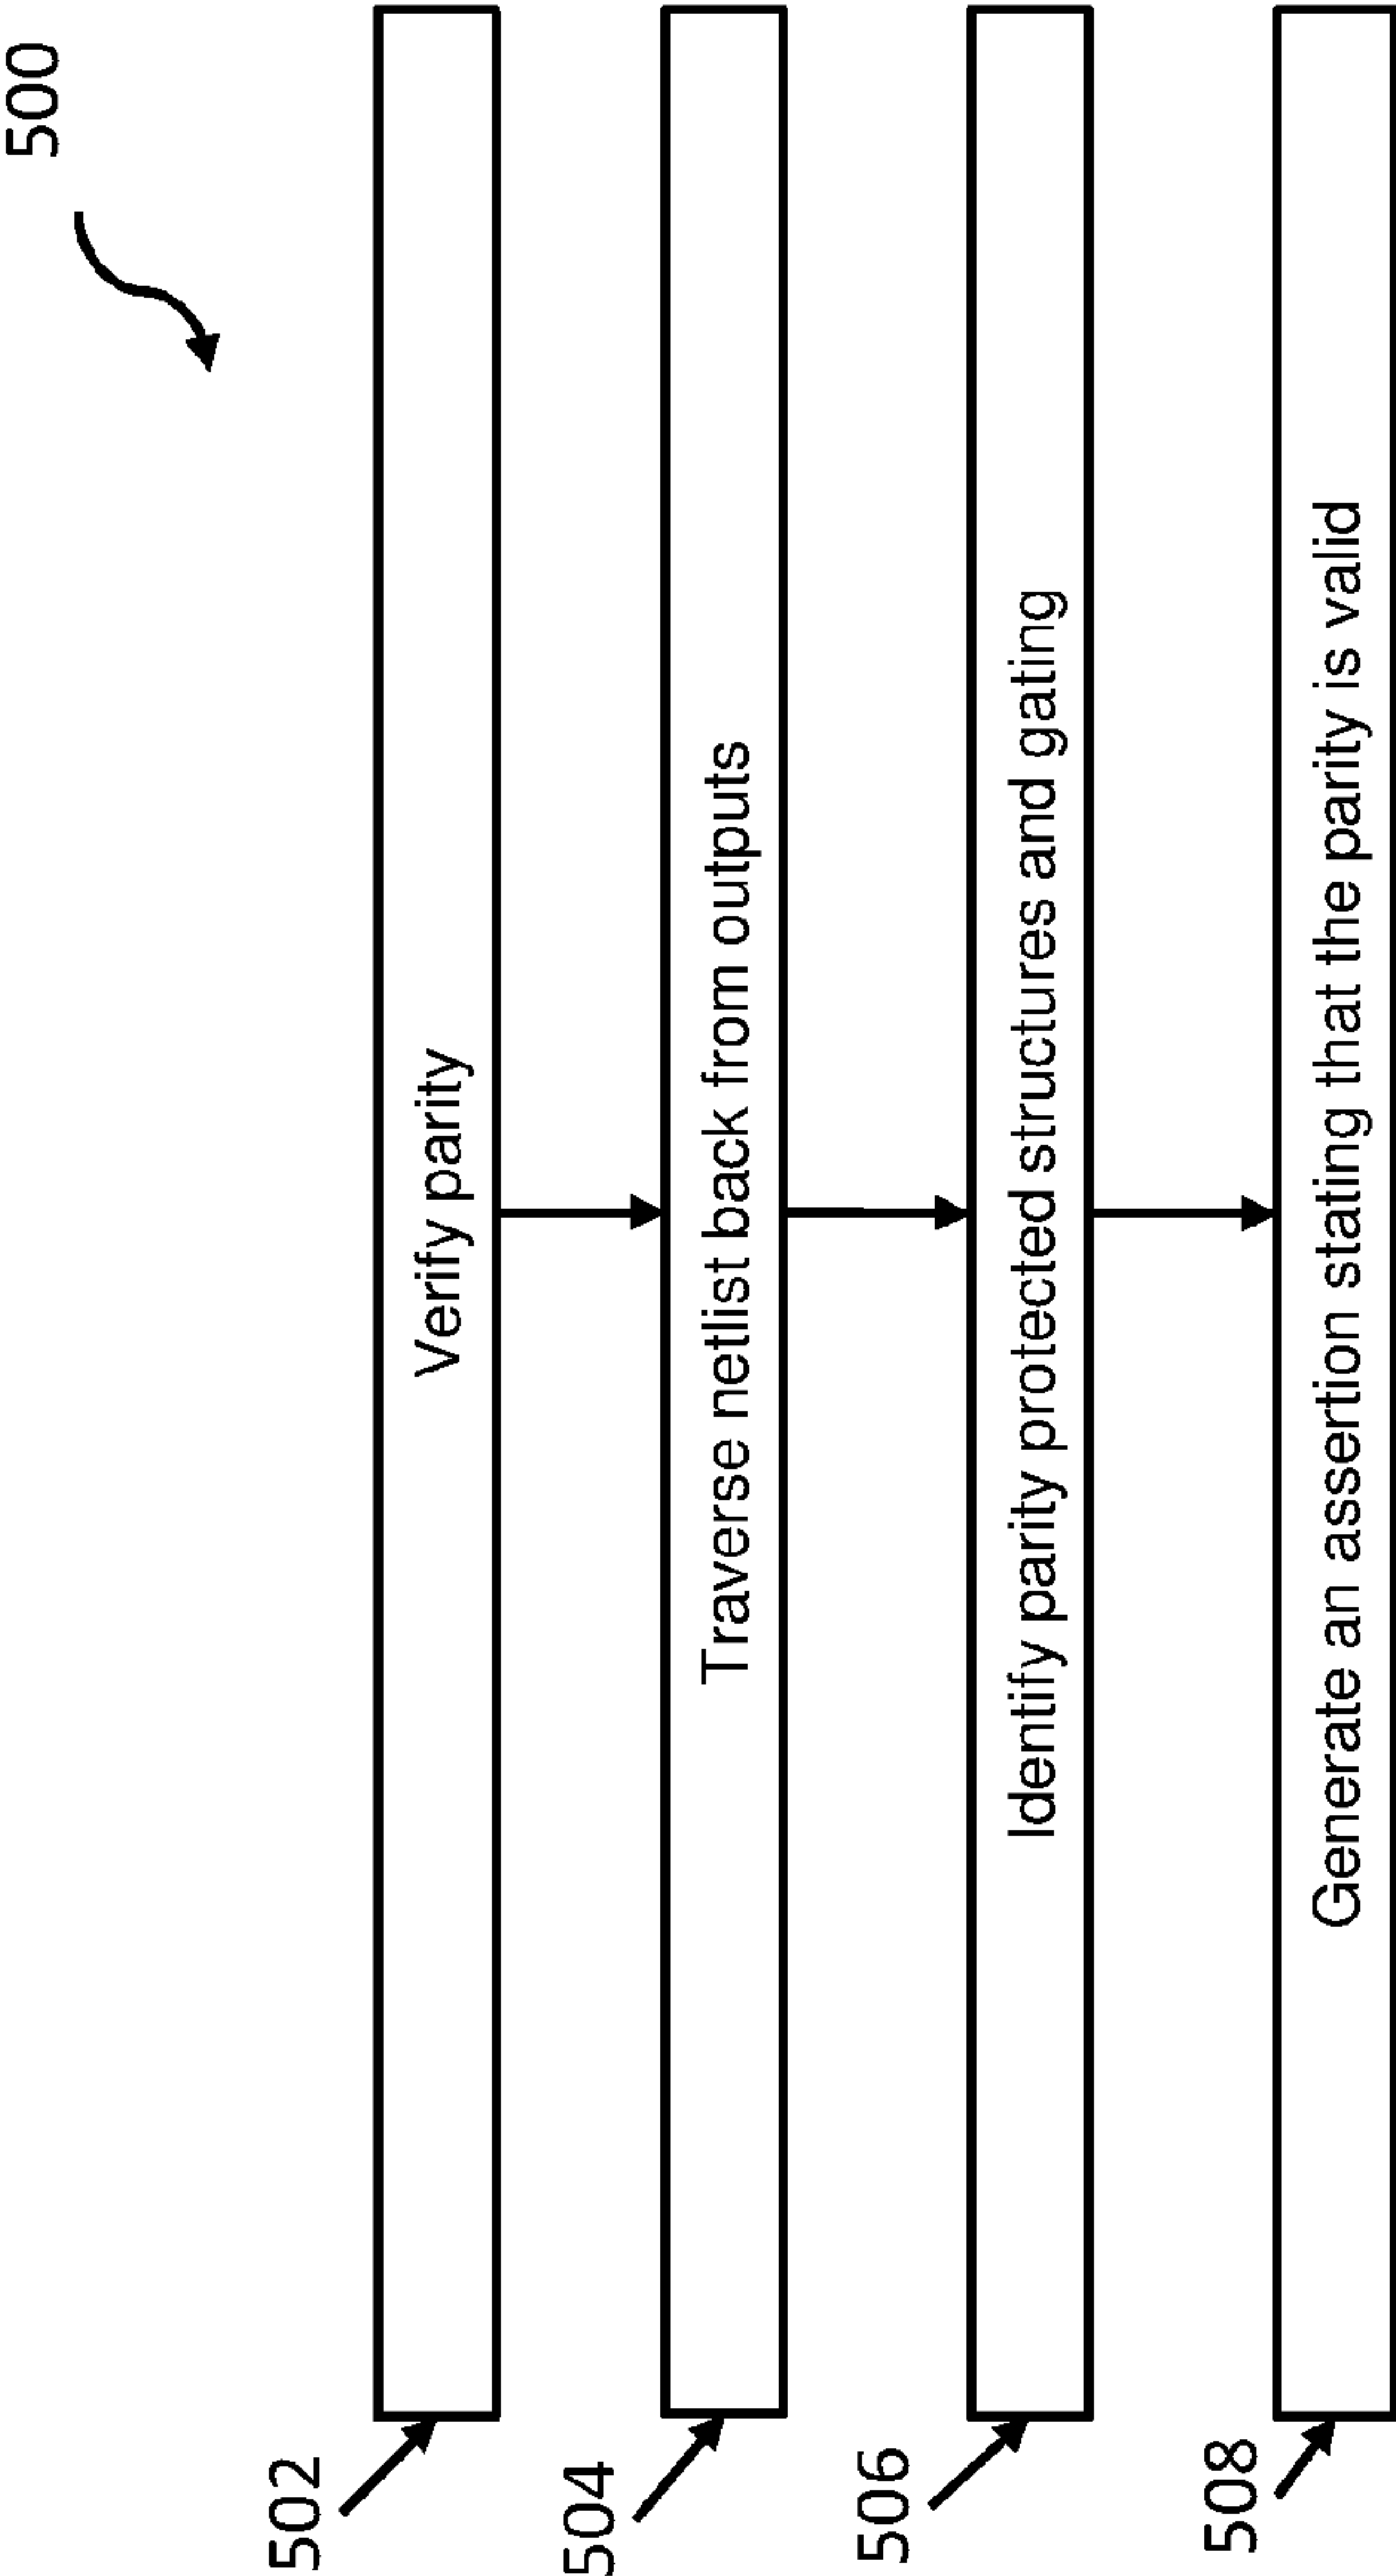 500
502
Verify parity
504
Traverse netlist back from outputs
506
Identify parity protected structures and gating
508
Generate an assertion stating that the parity is valid